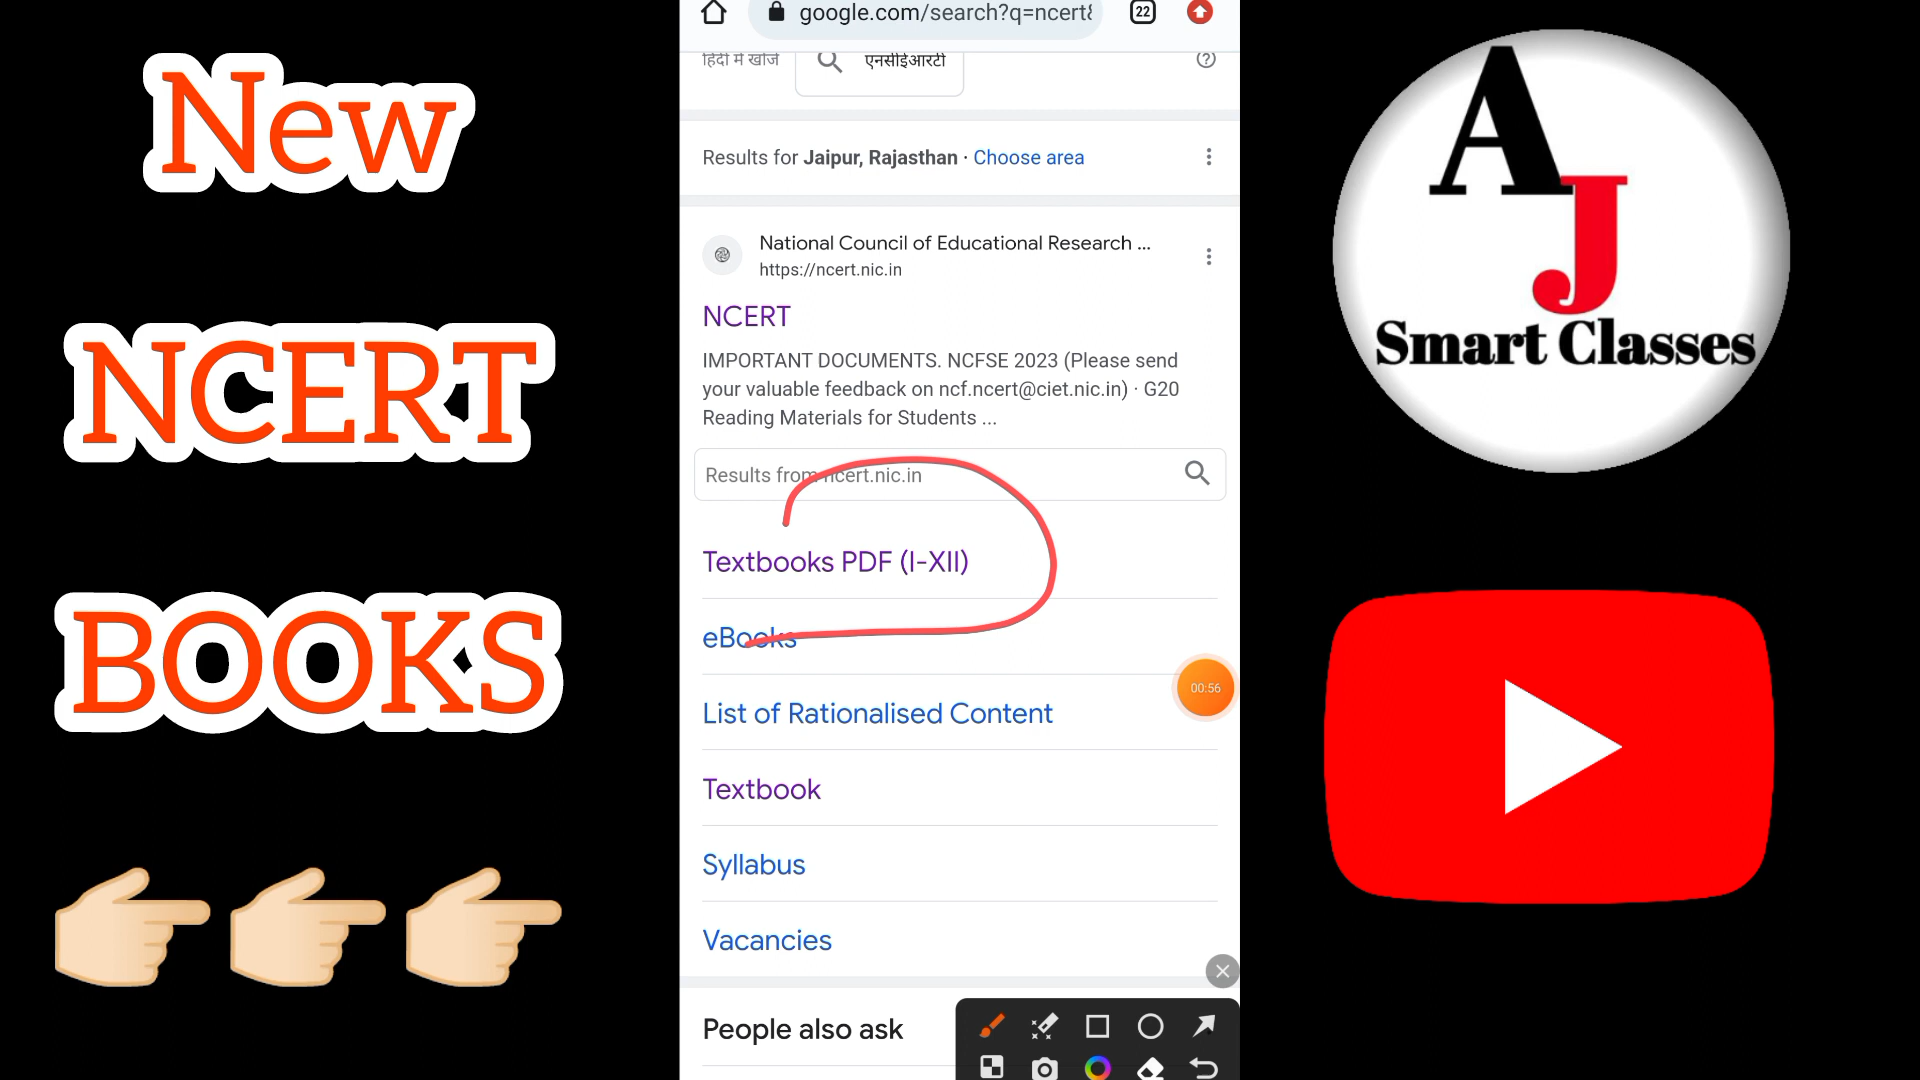 New
NCERT
BOOKS
google.com/search?q=ncert&
22
हिंदी में खोजें
एनसीईआरटी
Results for Jaipur, Rajasthan · Choose area
National Council of Educational Research ...
https://ncert.nic.in
NCERT
IMPORTANT DOCUMENTS. NCFSE 2023 (Please send
your valuable feedback on ncf.ncert@ciet.nic.in) · G20
Reading Materials for Students ...
Results from ncert.nic.in
Textbooks PDF (I-XII)
eBooks
00:56
List of Rationalised Content
Textbook
Syllabus
Vacancies
People also ask
A
J
Smart Classes